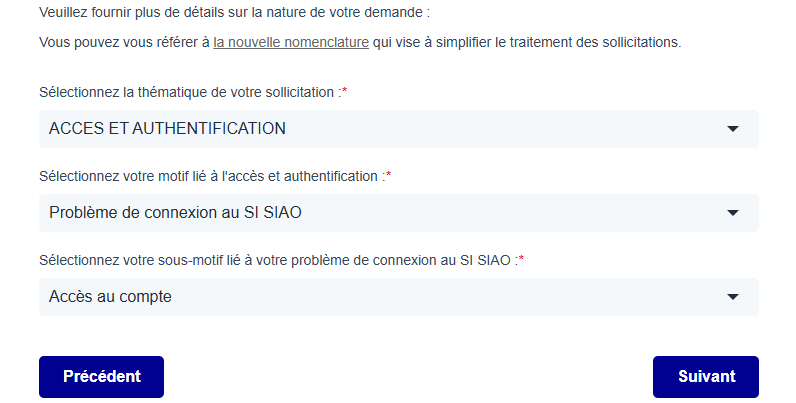 Veuillez fournir plus de détails sur la nature de votre demande :
Vous pouvez vous référer à la nouvelle nomenclature qui vise à simplifier le traitement des sollicitations.
Sélectionnez la thématique de votre sollicitation :*
ACCES ET AUTHENTIFICATION
Sélectionnez votre motif lié à l'accès et authentification :*
Problème de connexion au SI SIAO
Sélectionnez votre sous-motif lié à votre problème de connexion au SI SIAO :*
Accès au compte
Précédent
Suivant